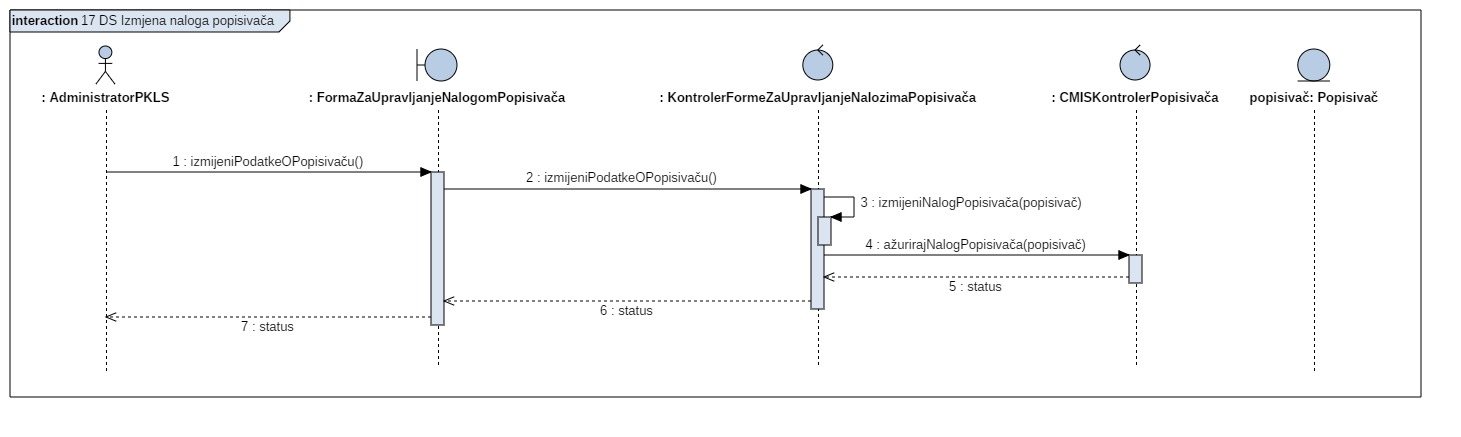 interaction 17 DS Izmjena naloga popisivača
: AdministratorPKLS
: FormaZaUpravljanjeNalogomPopisivača
: KontrolerFormeZaUpravljanjeNalozimaPopisivača
: CMISKontrolerPopisivača
popisivač: Popisivač
1 : izmijeniPodatkeOPopisivaču()
2 : izmijeniPodatkeOPopisivaču()
3 : izmijeniNalogPopisivača(popisivač)
4 : ažurirajNalogPopisivača(popisivač)
5 : status
6 : status
7 : status